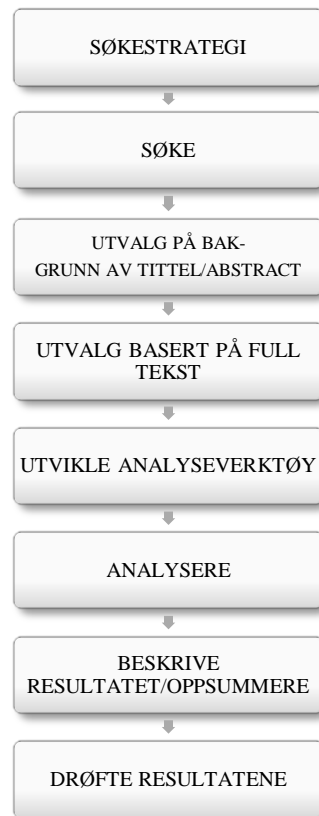 SØKESTRATEGI
SØKE
UTVALG PÅ BAK-
GRUNN AV TITTEL/ABSTRACT
UTVALG BASERT PÅ FULL
TEKST
UTVIKLE ANALYSEVERKTØY
ANALYSERE
BESKRIVE
RESULTATET/OPPSUMMERE
DRØFTE RESULTATENE